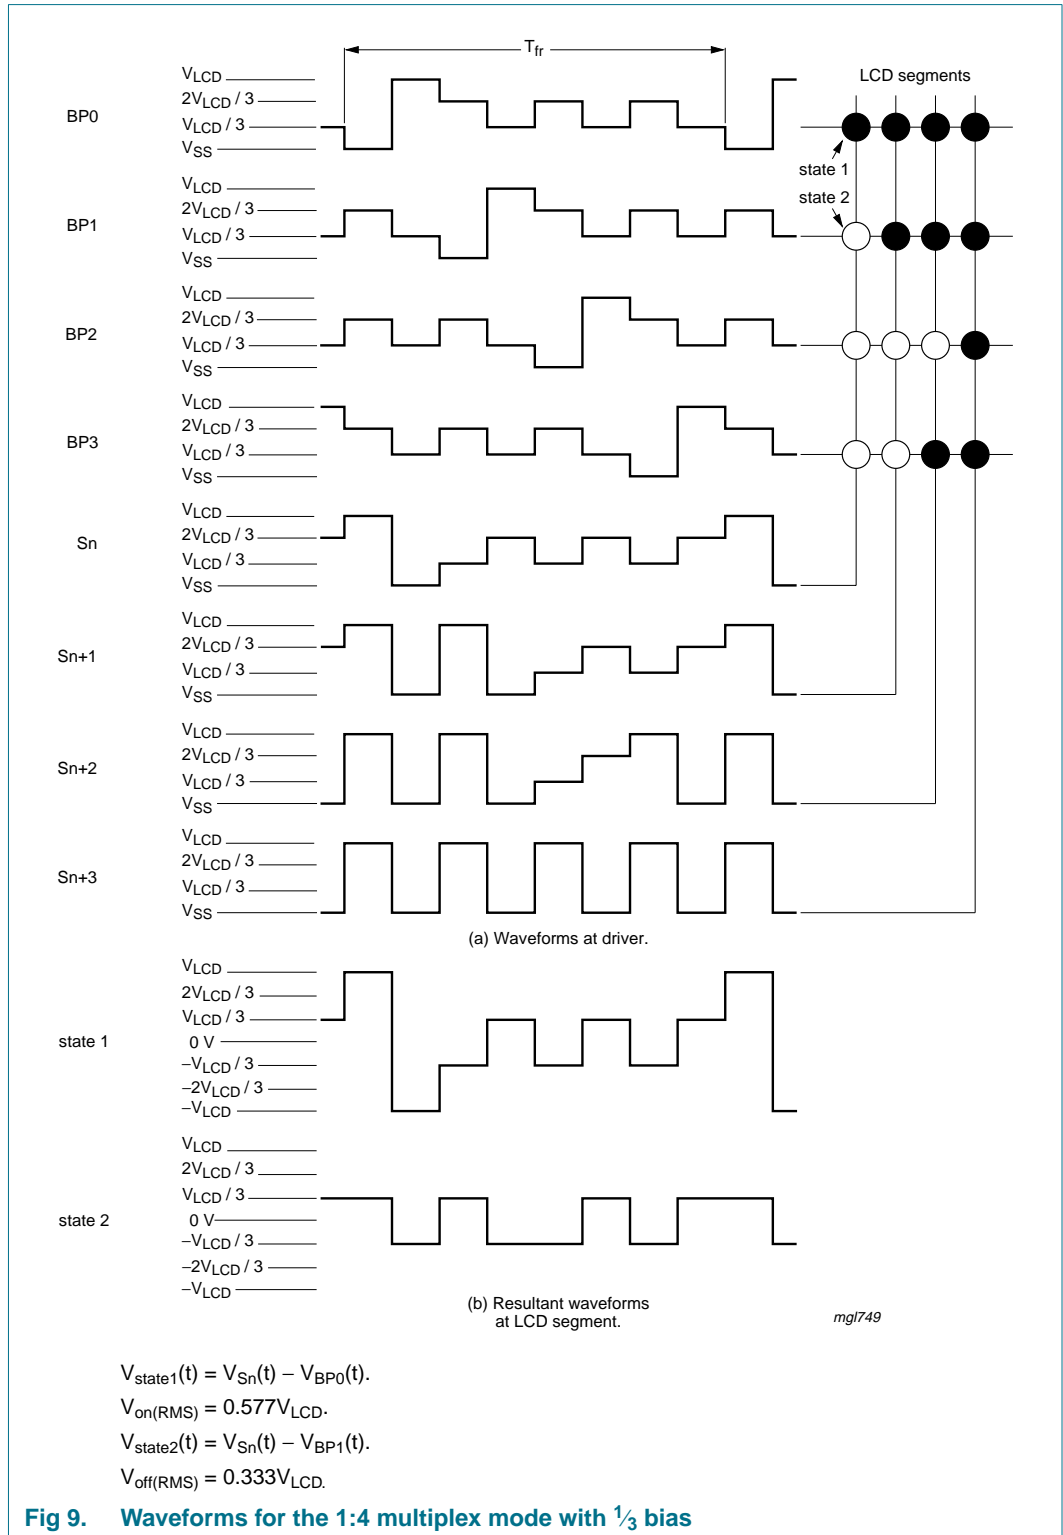 T_fr
LCD segments
BP0
V_LCD
2V_LCD / 3
V_LCD / 3
V_SS
state 1
state 2
BP1
V_LCD
2V_LCD / 3
V_LCD / 3
V_SS
BP2
V_LCD
2V_LCD / 3
V_LCD / 3
V_SS
BP3
V_LCD
2V_LCD / 3
V_LCD / 3
V_SS
Sn
V_LCD
2V_LCD / 3
V_LCD / 3
V_SS
Sn+1
V_LCD
2V_LCD / 3
V_LCD / 3
V_SS
Sn+2
V_LCD
2V_LCD / 3
V_LCD / 3
V_SS
Sn+3
V_LCD
2V_LCD / 3
V_LCD / 3
V_SS
(a) Waveforms at driver.
state 1
V_LCD
2V_LCD / 3
V_LCD / 3
0 V
−V_LCD / 3
−2V_LCD / 3
−V_LCD
state 2
V_LCD
2V_LCD / 3
V_LCD / 3
0 V
−V_LCD / 3
−2V_LCD / 3
−V_LCD
(b) Resultant waveforms
at LCD segment.
mgl749
V_state1(t) = V_Sn(t) − V_BP0(t).
V_on(RMS) = 0.577V_LCD.
V_state2(t) = V_Sn(t) − V_BP1(t).
V_off(RMS) = 0.333V_LCD.
Fig 9. Waveforms for the 1:4 multiplex mode with 1⁄3 bias